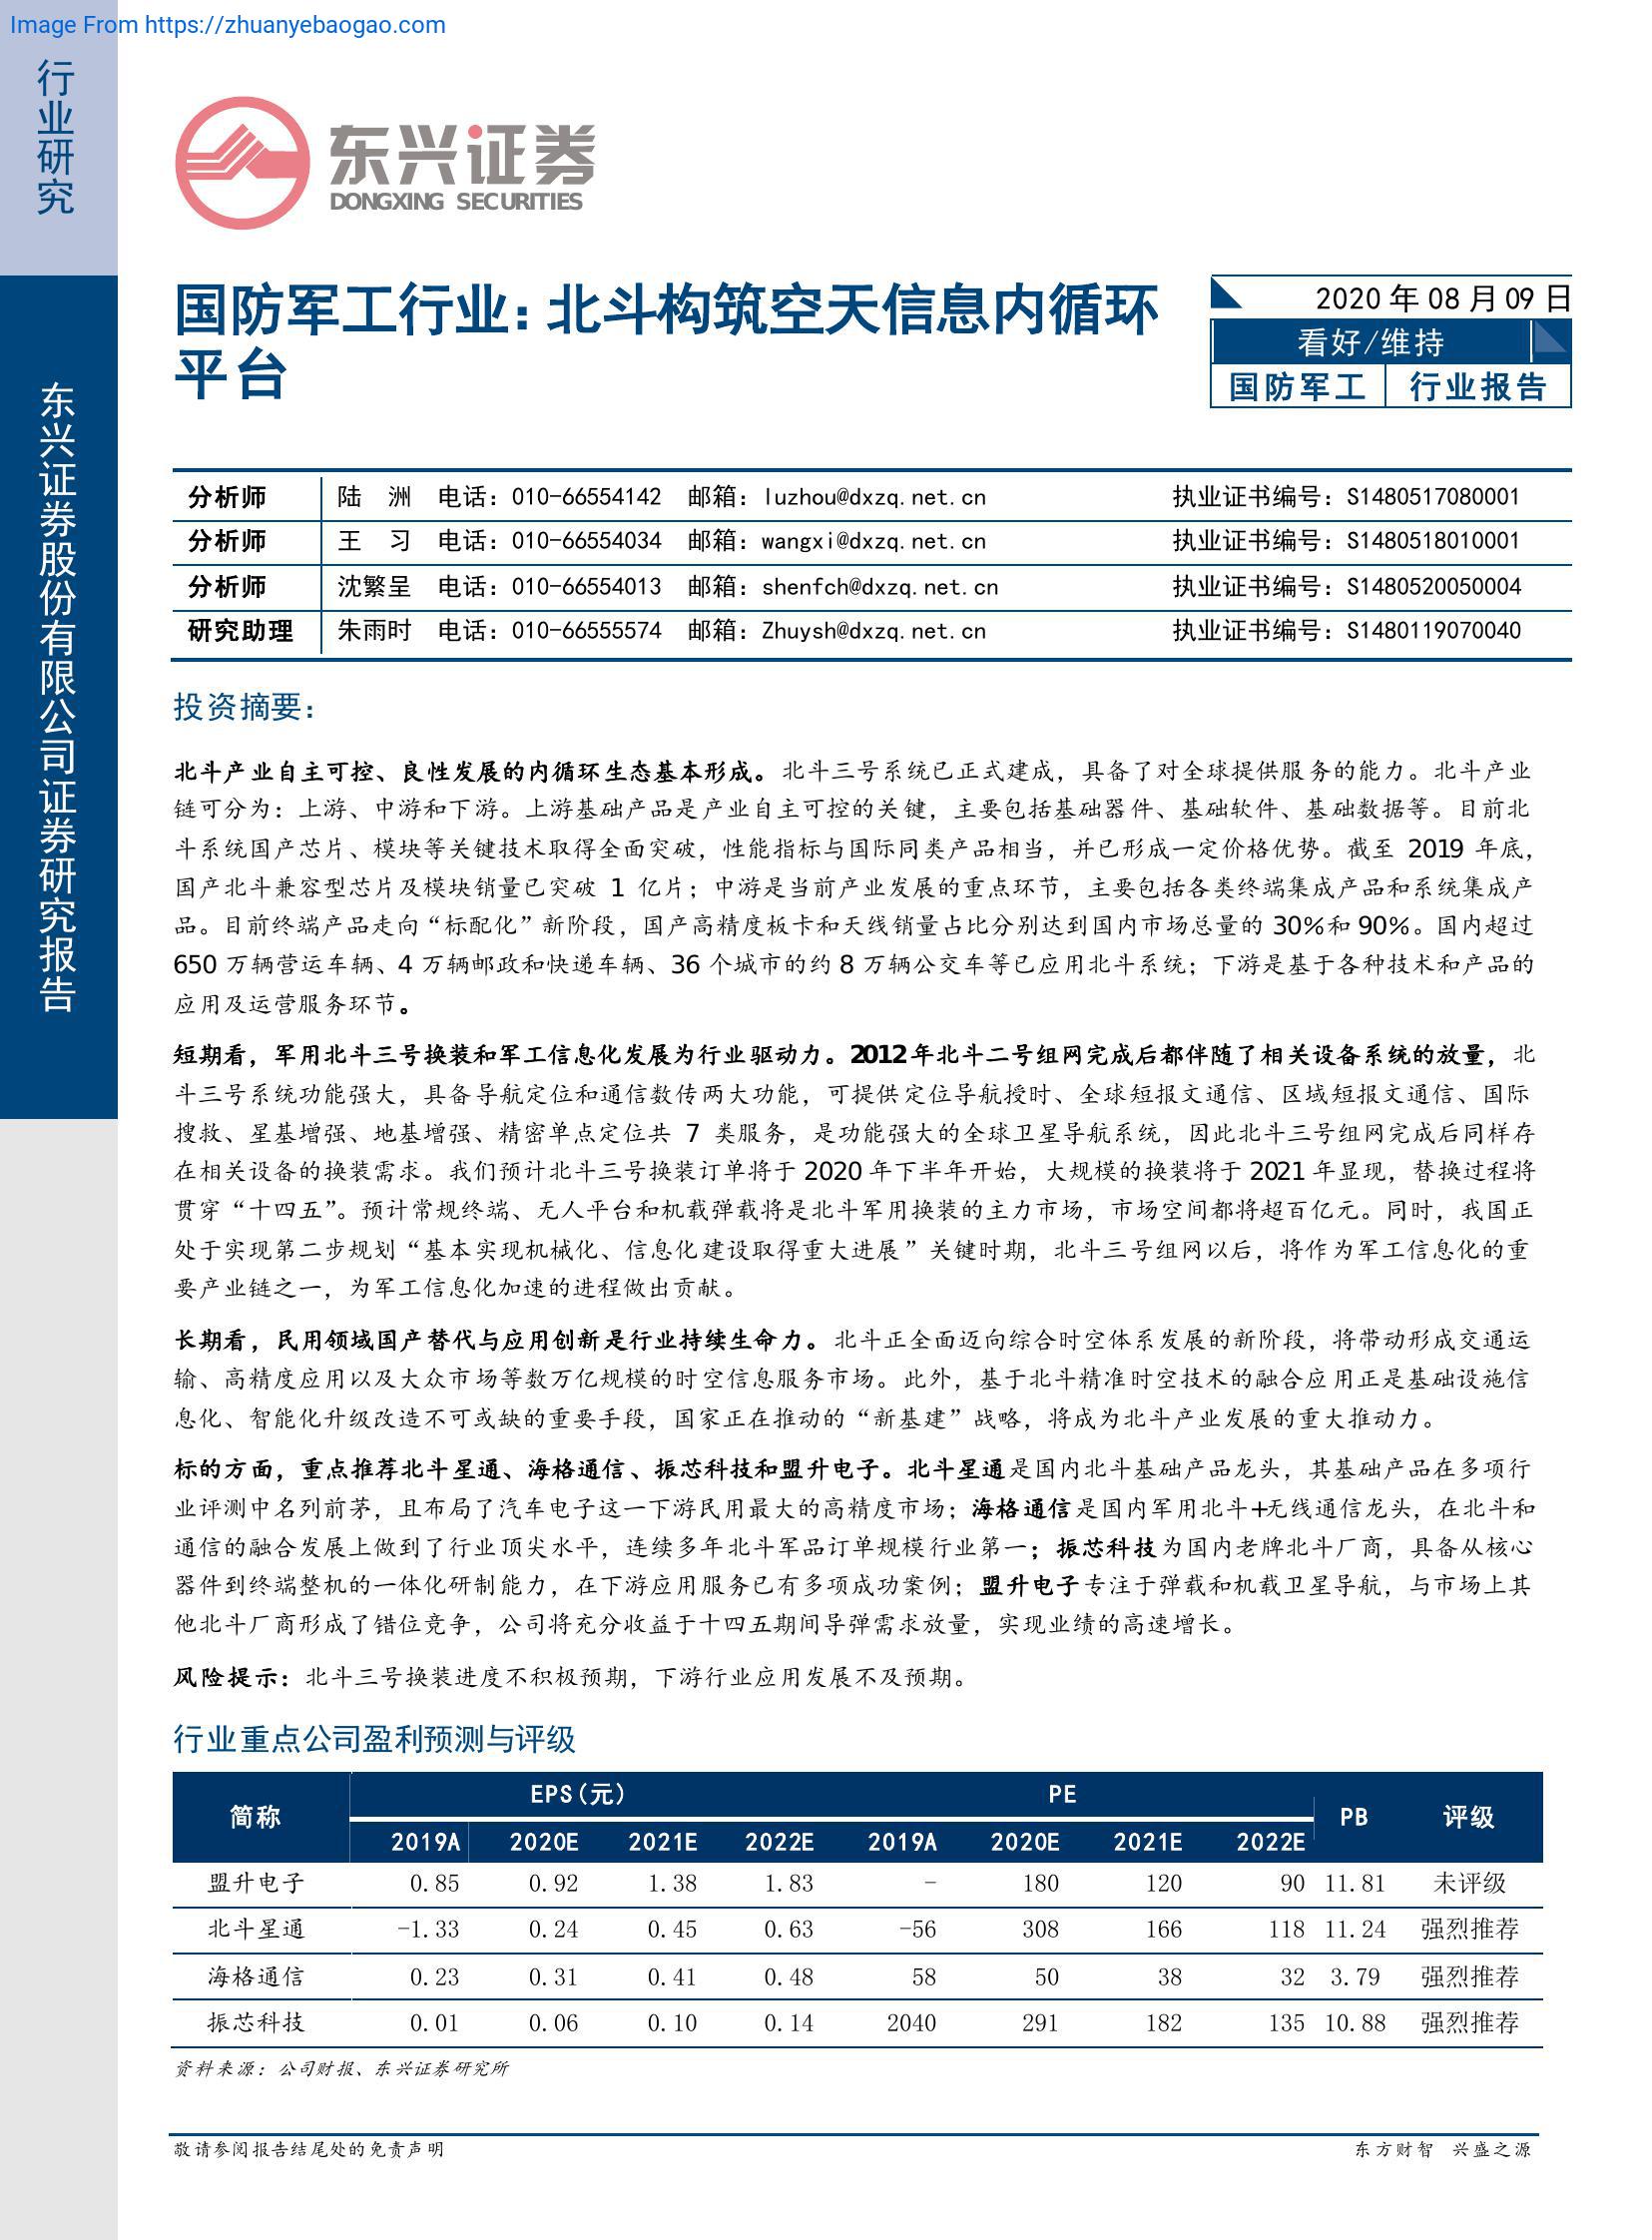 Image From https://zhuanyebaogao.com
行业研究
东兴证券股份有限公司证券研究报告
东兴证券
DONGXING SECURITIES
国防军工行业：北斗构筑空天信息内循环
平台
2020 年 08 月 09 日
看好/维持
国防军工 行业报告
分析师 陆 洲 电话：010-66554142 邮箱：luzhou@dxzq.net.cn 执业证书编号：S1480517080001
分析师 王 习 电话：010-66554034 邮箱：wangxi@dxzq.net.cn 执业证书编号：S1480518010001
分析师 沈繁呈 电话：010-66554013 邮箱：shenfch@dxzq.net.cn 执业证书编号：S1480520050004
研究助理 朱雨时 电话：010-66555574 邮箱：Zhuysh@dxzq.net.cn 执业证书编号：S1480119070040
投资摘要：
北斗产业自主可控、良性发展的内循环生态基本形成。北斗三号系统已正式建成，具备了对全球提供服务的能力。北斗产业
链可分为：上游、中游和下游。上游基础产品是产业自主可控的关键，主要包括基础器件、基础软件、基础数据等。目前北
斗系统国产芯片、模块等关键技术取得全面突破，性能指标与国际同类产品相当，并已形成一定价格优势。截至 2019 年底，
国产北斗兼容型芯片及模块销量已突破 1 亿片；中游是当前产业发展的重点环节，主要包括各类终端集成产品和系统集成产
品。目前终端产品走向“标配化”新阶段，国产高精度板卡和天线销量占比分别达到国内市场总量的 30%和 90%。国内超过
650 万辆营运车辆、4 万辆邮政和快递车辆、36 个城市的约 8 万辆公交车等已应用北斗系统；下游是基于各种技术和产品的
应用及运营服务环节。
短期看，军用北斗三号换装和军工信息化发展为行业驱动力。2012年北斗二号组网完成后都伴随了相关设备系统的放量，北
斗三号系统功能强大，具备导航定位和通信数传两大功能，可提供定位导航授时、全球短报文通信、区域短报文通信、国际
搜救、星基增强、地基增强、精密单点定位共 7 类服务，是功能强大的全球卫星导航系统，因此北斗三号组网完成后同样存
在相关设备的换装需求。我们预计北斗三号换装订单将于 2020 年下半年开始，大规模的换装将于 2021 年显现，替换过程将
贯穿“十四五”。预计常规终端、无人平台和机载弹载将是北斗军用换装的主力市场，市场空间都将超百亿元。同时，我国正
处于实现第二步规划“基本实现机械化、信息化建设取得重大进展”关键时期，北斗三号组网以后，将作为军工信息化的重
要产业链之一，为军工信息化加速的进程做出贡献。
长期看，民用领域国产替代与应用创新是行业持续生命力。北斗正全面迈向综合时空体系发展的新阶段，将带动形成交通运
输、高精度应用以及大众市场等数万亿规模的时空信息服务市场。此外，基于北斗精准时空技术的融合应用正是基础设施信
息化、智能化升级改造不可或缺的重要手段，国家正在推动的“新基建”战略，将成为北斗产业发展的重大推动力。
标的方面，重点推荐北斗星通、海格通信、振芯科技和盟升电子。北斗星通是国内北斗基础产品龙头，其基础产品在多项行
业评测中名列前茅，且布局了汽车电子这一下游民用最大的高精度市场；海格通信是国内军用北斗+无线通信龙头，在北斗和
通信的融合发展上做到了行业顶尖水平，连续多年北斗军品订单规模行业第一；振芯科技为国内老牌北斗厂商，具备从核心
器件到终端整机的一体化研制能力，在下游应用服务已有多项成功案例；盟升电子专注于弹载和机载卫星导航，与市场上其
他北斗厂商形成了错位竞争，公司将充分收益于十四五期间导弹需求放量，实现业绩的高速增长。
风险提示：北斗三号换装进度不积极预期，下游行业应用发展不及预期。
行业重点公司盈利预测与评级
简称 EPS(元) PE PB 评级
2019A 2020E 2021E 2022E 2019A 2020E 2021E 2022E
盟升电子 0.85 0.92 1.38 1.83 - 180 120 90 11.81 未评级
北斗星通 -1.33 0.24 0.45 0.63 -56 308 166 118 11.24 强烈推荐
海格通信 0.23 0.31 0.41 0.48 58 50 38 32 3.79 强烈推荐
振芯科技 0.01 0.06 0.10 0.14 2040 291 182 135 10.88 强烈推荐
资料来源：公司财报、东兴证券研究所
敬请参阅报告结尾处的免责声明
东方财智 兴盛之源